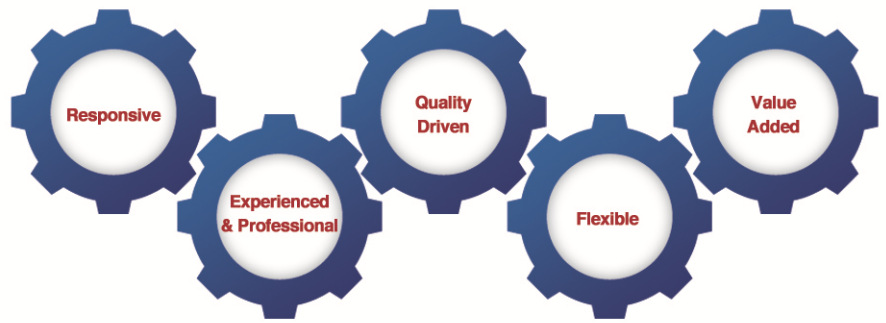 Responsive
Experienced
& Professional
Quality
Driven
Flexible
Value
Added